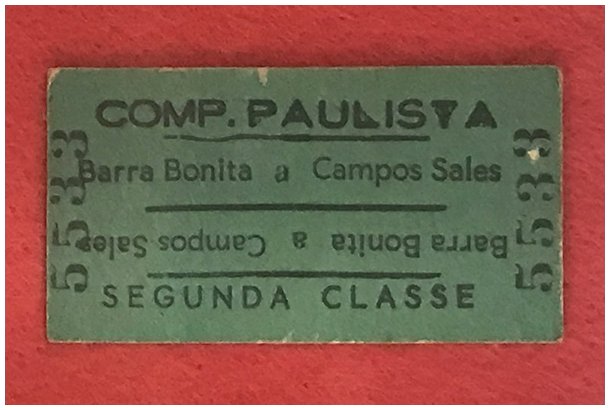 COMP. PAULISTA
Barra Bonita a Campos Sales
Barra Bonita a Campos Sales
SEGUNDA CLASSE
5533
5533